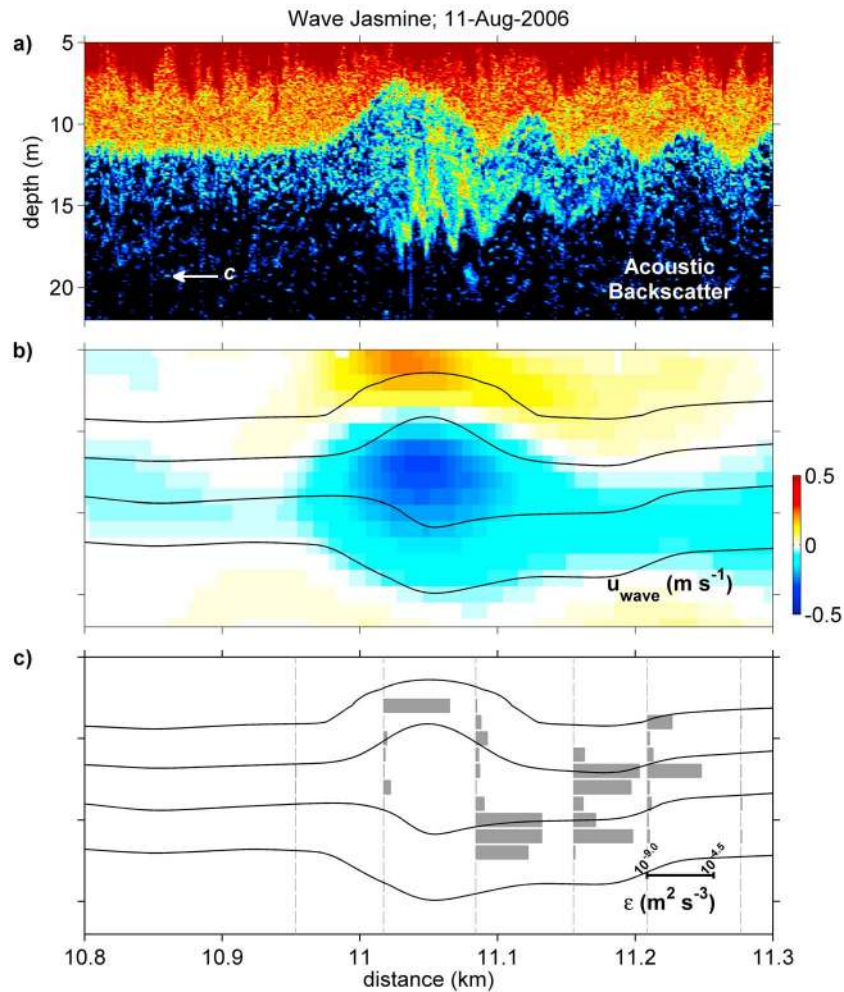 Wave Jasmine; 11-Aug-2006
a)
5
10
15
20
depth (m)
c
Acoustic
Backscatter
b)
0.5
0
-0.5
u_wave (m s⁻¹)
c)
10⁻⁹·⁰
10⁻⁴·⁵
ε (m² s⁻³)
10.8
10.9
11
11.1
11.2
11.3
distance (km)